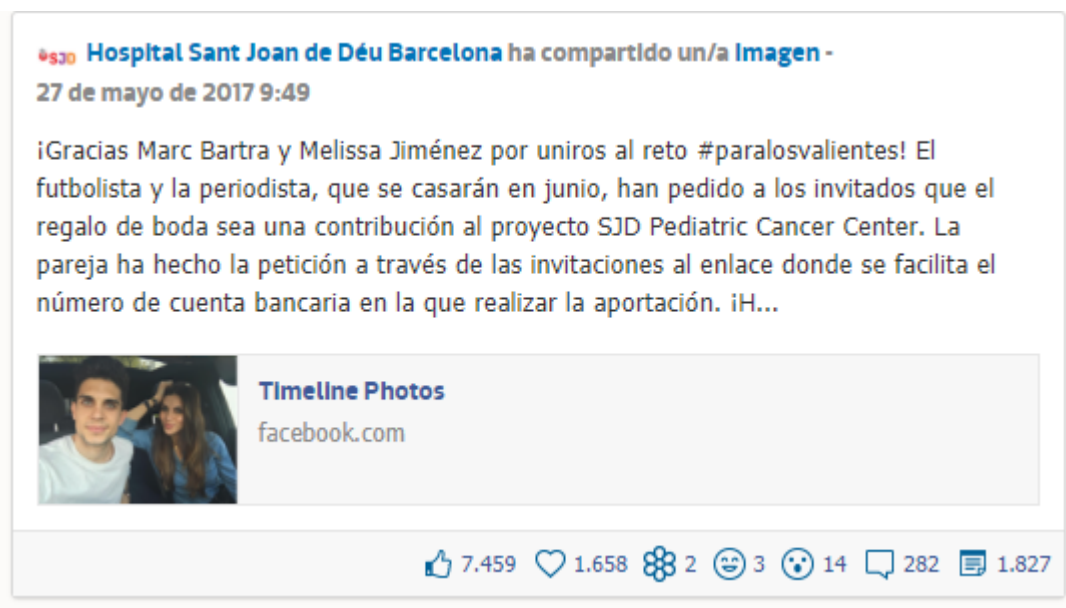 SJD Hospital Sant Joan de Déu Barcelona ha compartido un/a Imagen -
27 de mayo de 2017 9:49
¡Gracias Marc Bartra y Melissa Jiménez por uniros al reto #paralosvalientes! El
futbolista y la periodista, que se casarán en junio, han pedido a los invitados que el
regalo de boda sea una contribución al proyecto SJD Pediatric Cancer Center. La
pareja ha hecho la petición a través de las invitaciones al enlace donde se facilita el
número de cuenta bancaria en la que realizar la aportación. ¡H...
Timeline Photos
facebook.com
7.459 1.658 2 3 14 282 1.827